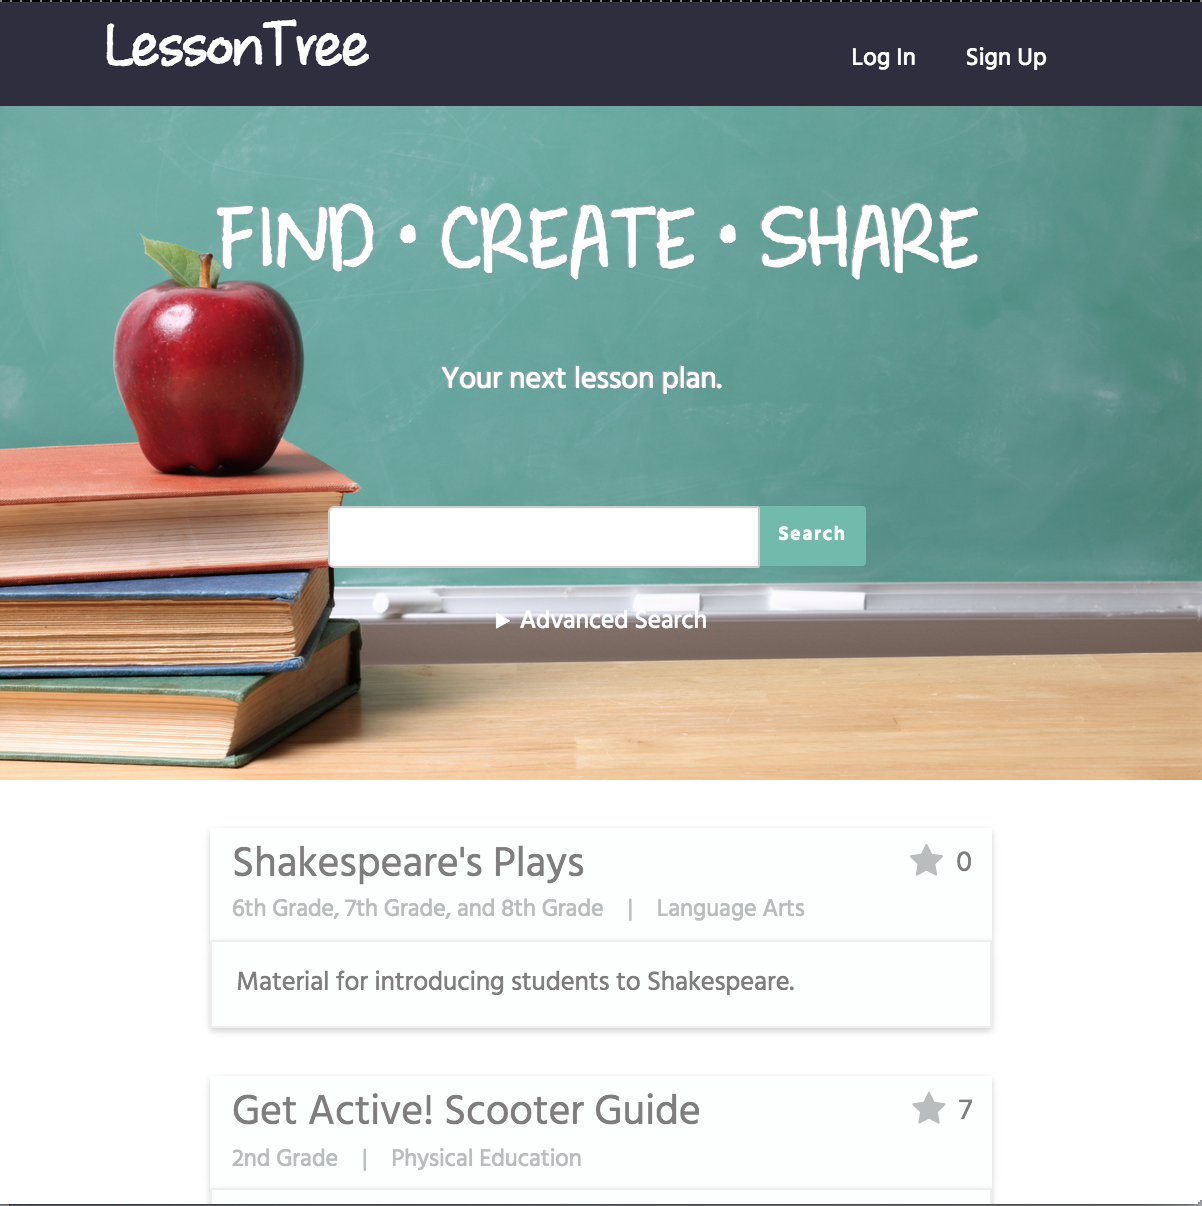 LessonTree
Log In Sign Up
FIND • CREATE • SHARE
Your next lesson plan.
Search
▶ Advanced Search
Shakespeare's Plays
0
6th Grade, 7th Grade, and 8th Grade | Language Arts
Material for introducing students to Shakespeare.
Get Active! Scooter Guide
7
2nd Grade | Physical Education